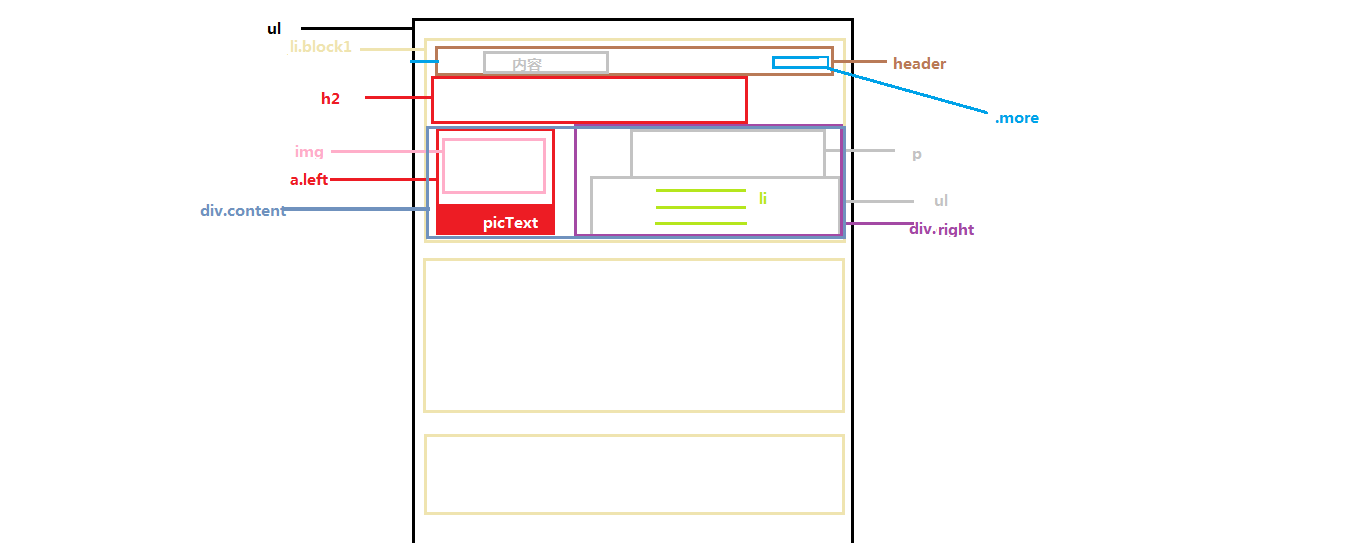 ul
li.block1
内容
header
h2
.more
img
p
a.left
li
ul
div.content
picText
div.right